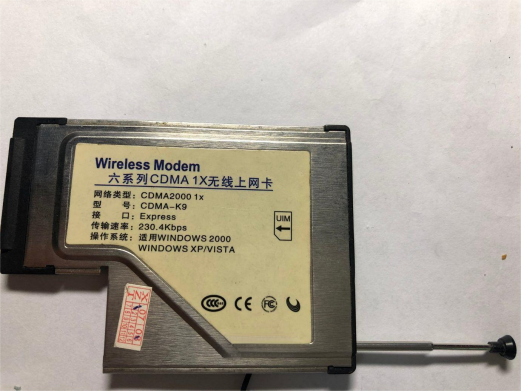 Wireless Modem
六系列CDMA 1X无线上网卡
网络类型：CDMA2000 1x
型　　号：CDMA-K9
接　　口：Express
传输速率：230.4Kbps
操作系统：适用WINDOWS 2000
WINDOWS XP/VISTA
UIM